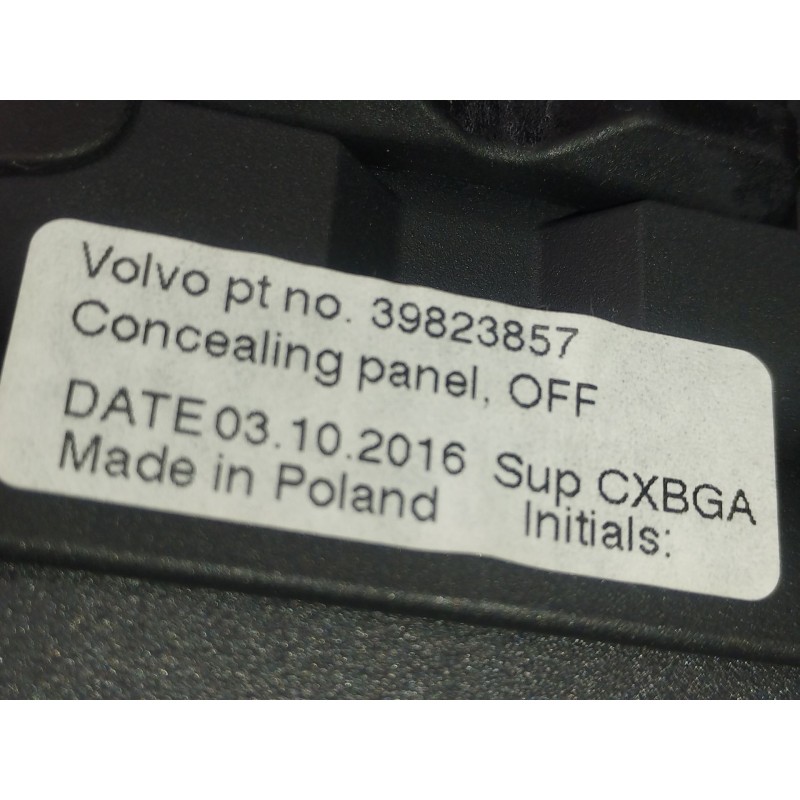 Volvo pt no. 39823857
Concealing panel, OFF
DATE 03.10.2016 Sup CXBGA
Made in Poland Initials: